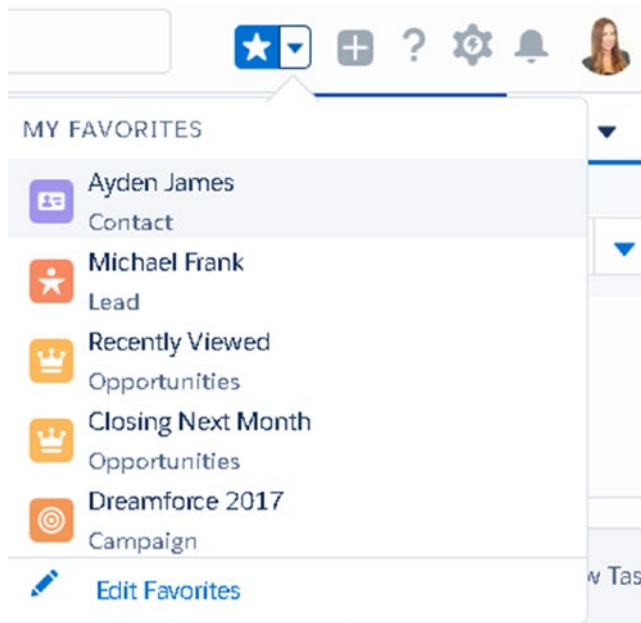 ?
MY FAVORITES
Ayden James
Contact
Michael Frank
Lead
Recently Viewed
Opportunities
Closing Next Month
Opportunities
Dreamforce 2017
Campaign
Edit Favorites